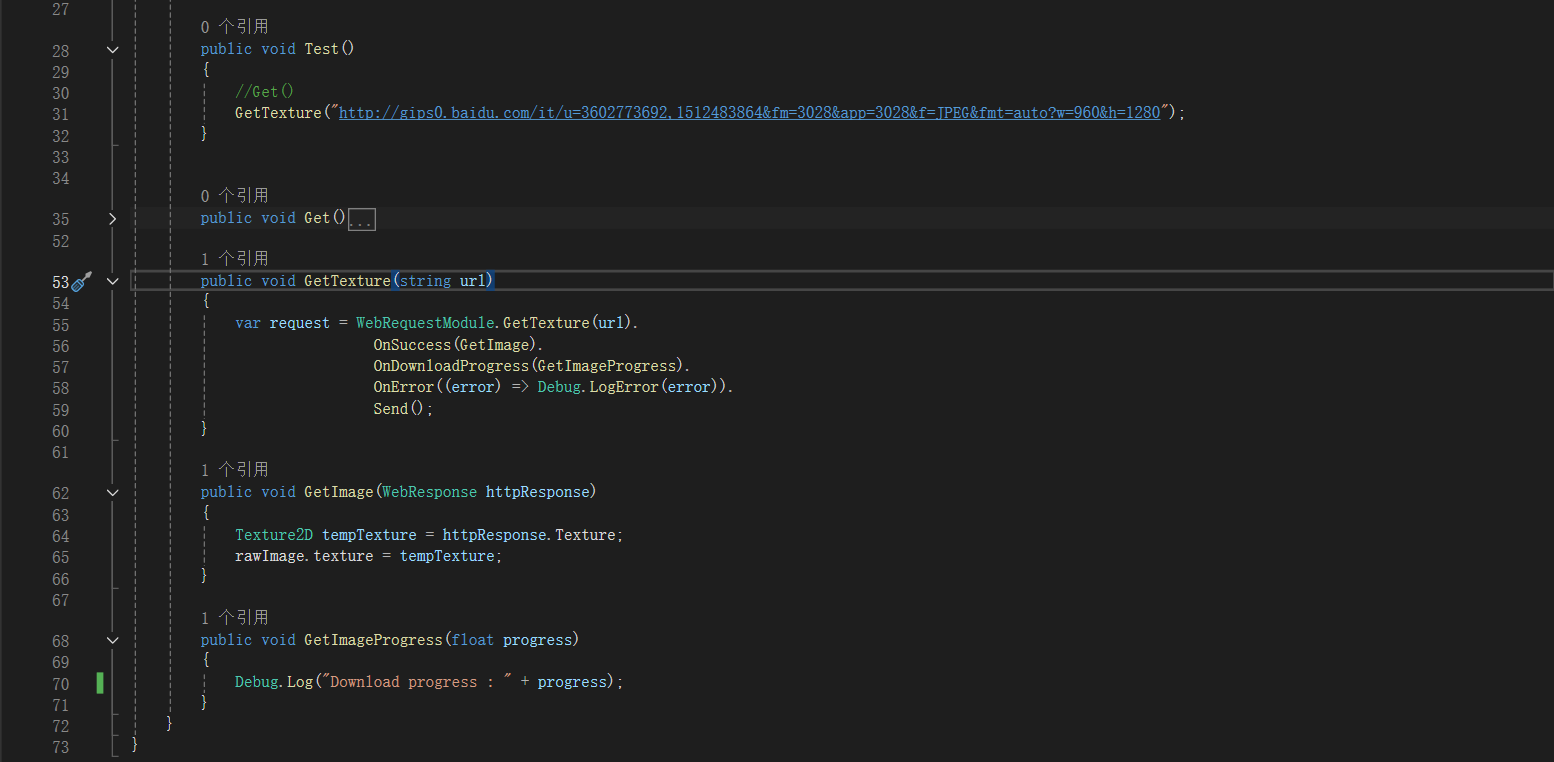 27
0 个引用
28 public void Test()
29 {
30 //Get()
31 GetTexture("http://gips0.baidu.com/it/u=3602773692,1512483864&fm=3028&app=3028&f=JPEG&fmt=auto?w=960&h=1280");
32 }
33
34
0 个引用
35 public void Get()...
52
1 个引用
53 public void GetTexture(string url)
54 {
55 var request = WebRequestModule.GetTexture(url).
56 OnSuccess(GetImage).
57 OnDownloadProgress(GetImageProgress).
58 OnError((error) => Debug.LogError(error)).
59 Send();
60 }
61
1 个引用
62 public void GetImage(WebResponse httpResponse)
63 {
64 Texture2D tempTexture = httpResponse.Texture;
65 rawImage.texture = tempTexture;
66 }
67
1 个引用
68 public void GetImageProgress(float progress)
69 {
70 Debug.Log("Download progress : " + progress);
71 }
72 }
73 }